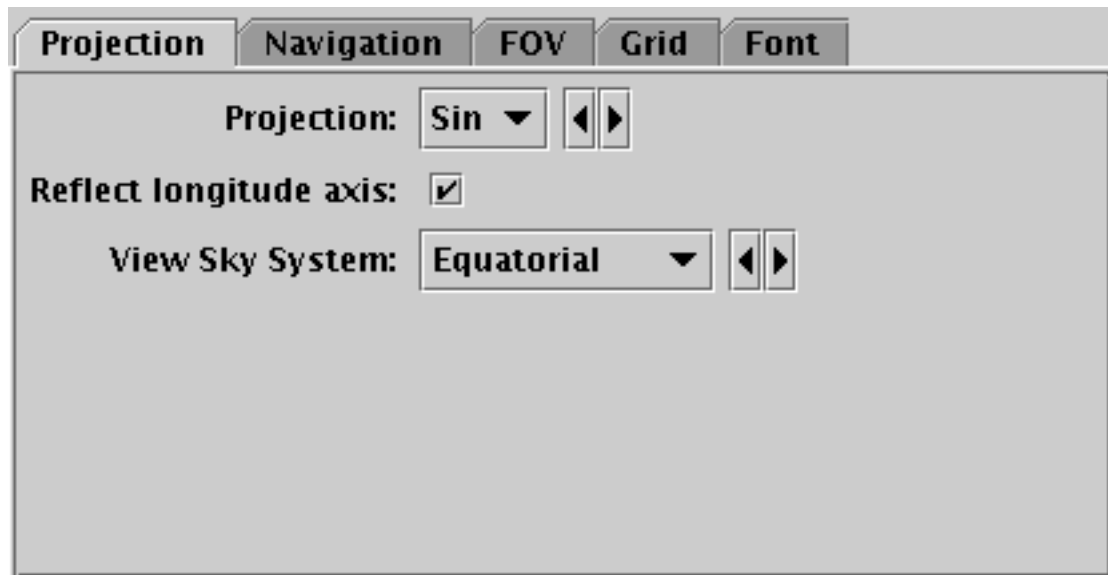 Projection Navigation FOV Grid Font
Projection: Sin
Reflect longitude axis:
View Sky System: Equatorial